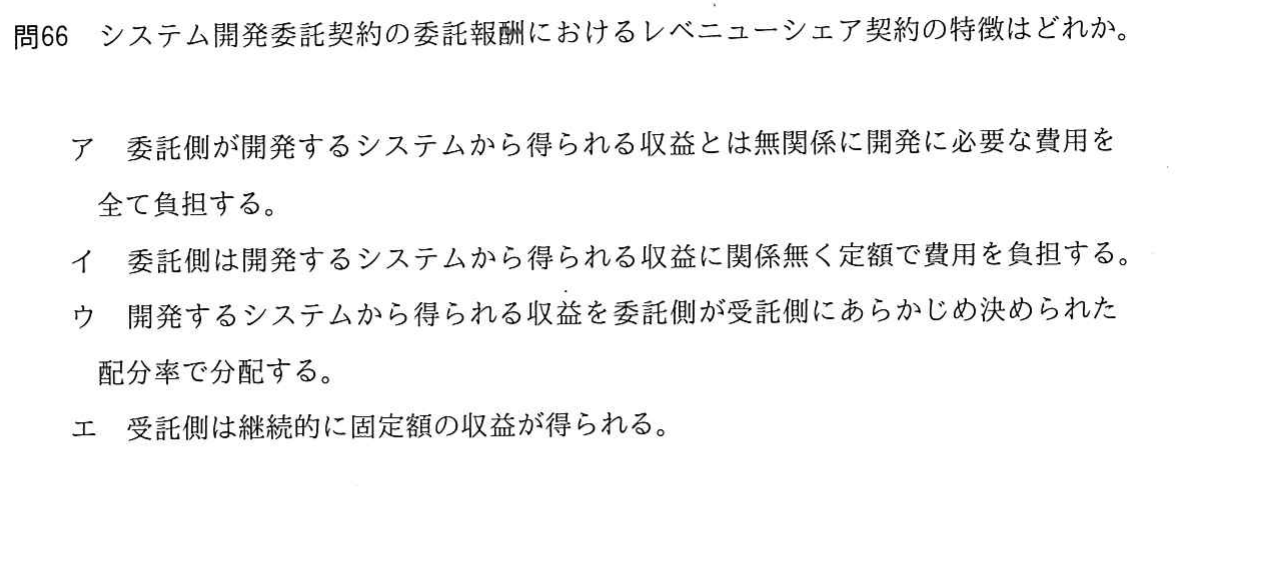 問66　システム開発委託契約の委託報酬におけるレベニューシェア契約の特徴はどれか。
ア　委託側が開発するシステムから得られる収益とは無関係に開発に必要な費用を
全て負担する。
イ　委託側は開発するシステムから得られる収益に関係無く定額で費用を負担する。
ウ　開発するシステムから得られる収益を委託側が受託側にあらかじめ決められた
配分率で分配する。
エ　受託側は継続的に固定額の収益が得られる。